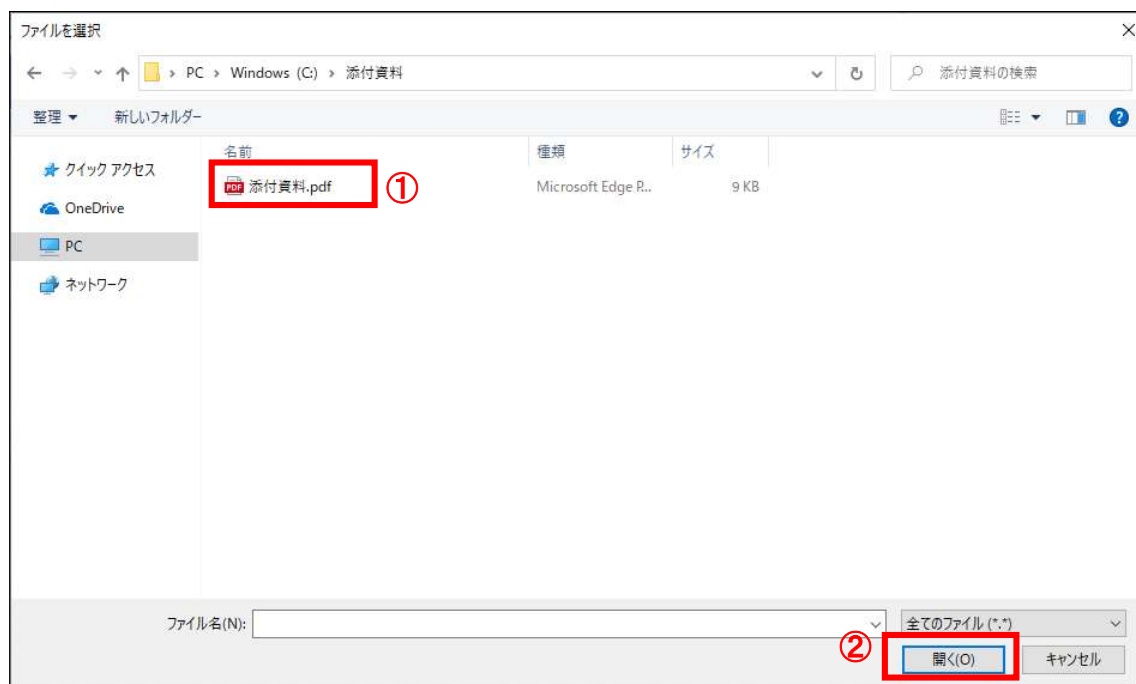 ファイルを選択
PC › Windows (C:) › 添付資料
添付資料の検索
整理
新しいフォルダー
名前 種類 サイズ
クイック アクセス
PDF 添付資料.pdf ① Microsoft Edge P... 9 KB
OneDrive
PC
ネットワーク
ファイル名(N):
全てのファイル (*.*)
② 開く(O) キャンセル